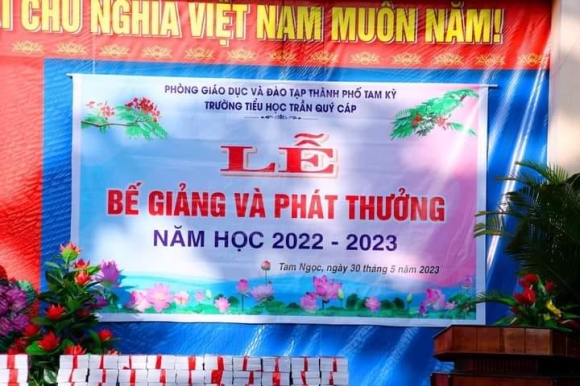 CHỦ NGHĨA VIỆT NAM MUÔN NĂM!
PHÒNG GIÁO DỤC VÀ ĐÀO TẠP THÀNH PHỐ TAM KỲ
TRƯỜNG TIỂU HỌC TRẦN QUÝ CÁP
LỄ
BẾ GIẢNG VÀ PHÁT THƯỞNG
NĂM HỌC 2022 - 2023
Tam Ngọc, ngày 30 tháng 5 năm 2023